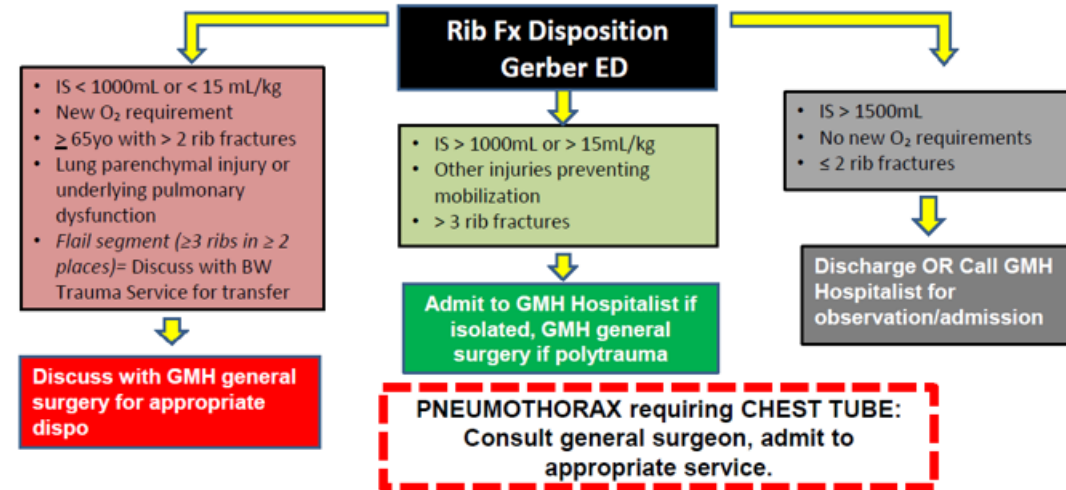 Rib Fx Disposition
Gerber ED
• IS < 1000mL or < 15 mL/kg
• New O₂ requirement
• ≥ 65yo with > 2 rib fractures
• Lung parenchymal injury or
underlying pulmonary
dysfunction
• Flail segment (≥3 ribs in ≥ 2
places)= Discuss with BW
Trauma Service for transfer
Discuss with GMH general
surgery for appropriate
dispo
• IS > 1000mL or > 15mL/kg
• Other injuries preventing
mobilization
• > 3 rib fractures
Admit to GMH Hospitalist if
isolated, GMH general
surgery if polytrauma
• IS > 1500mL
• No new O₂ requirements
• ≤ 2 rib fractures
Discharge OR Call GMH
Hospitalist for
observation/admission
PNEUMOTHORAX requiring CHEST TUBE:
Consult general surgeon, admit to
appropriate service.